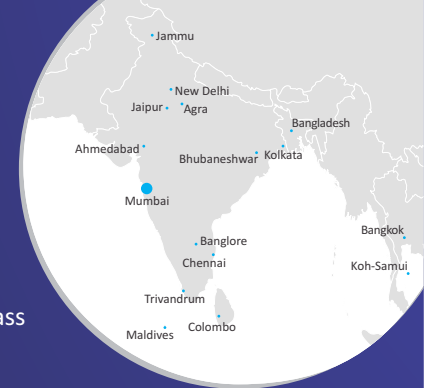 Jammu
New Delhi
Jaipur
Agra
Bangladesh
Ahmedabad
Bhubaneshwar
Kolkata
Mumbai
Bangkok
Banglore
Chennai
Koh-Samui
Trivandrum
Colombo
Maldives
ass